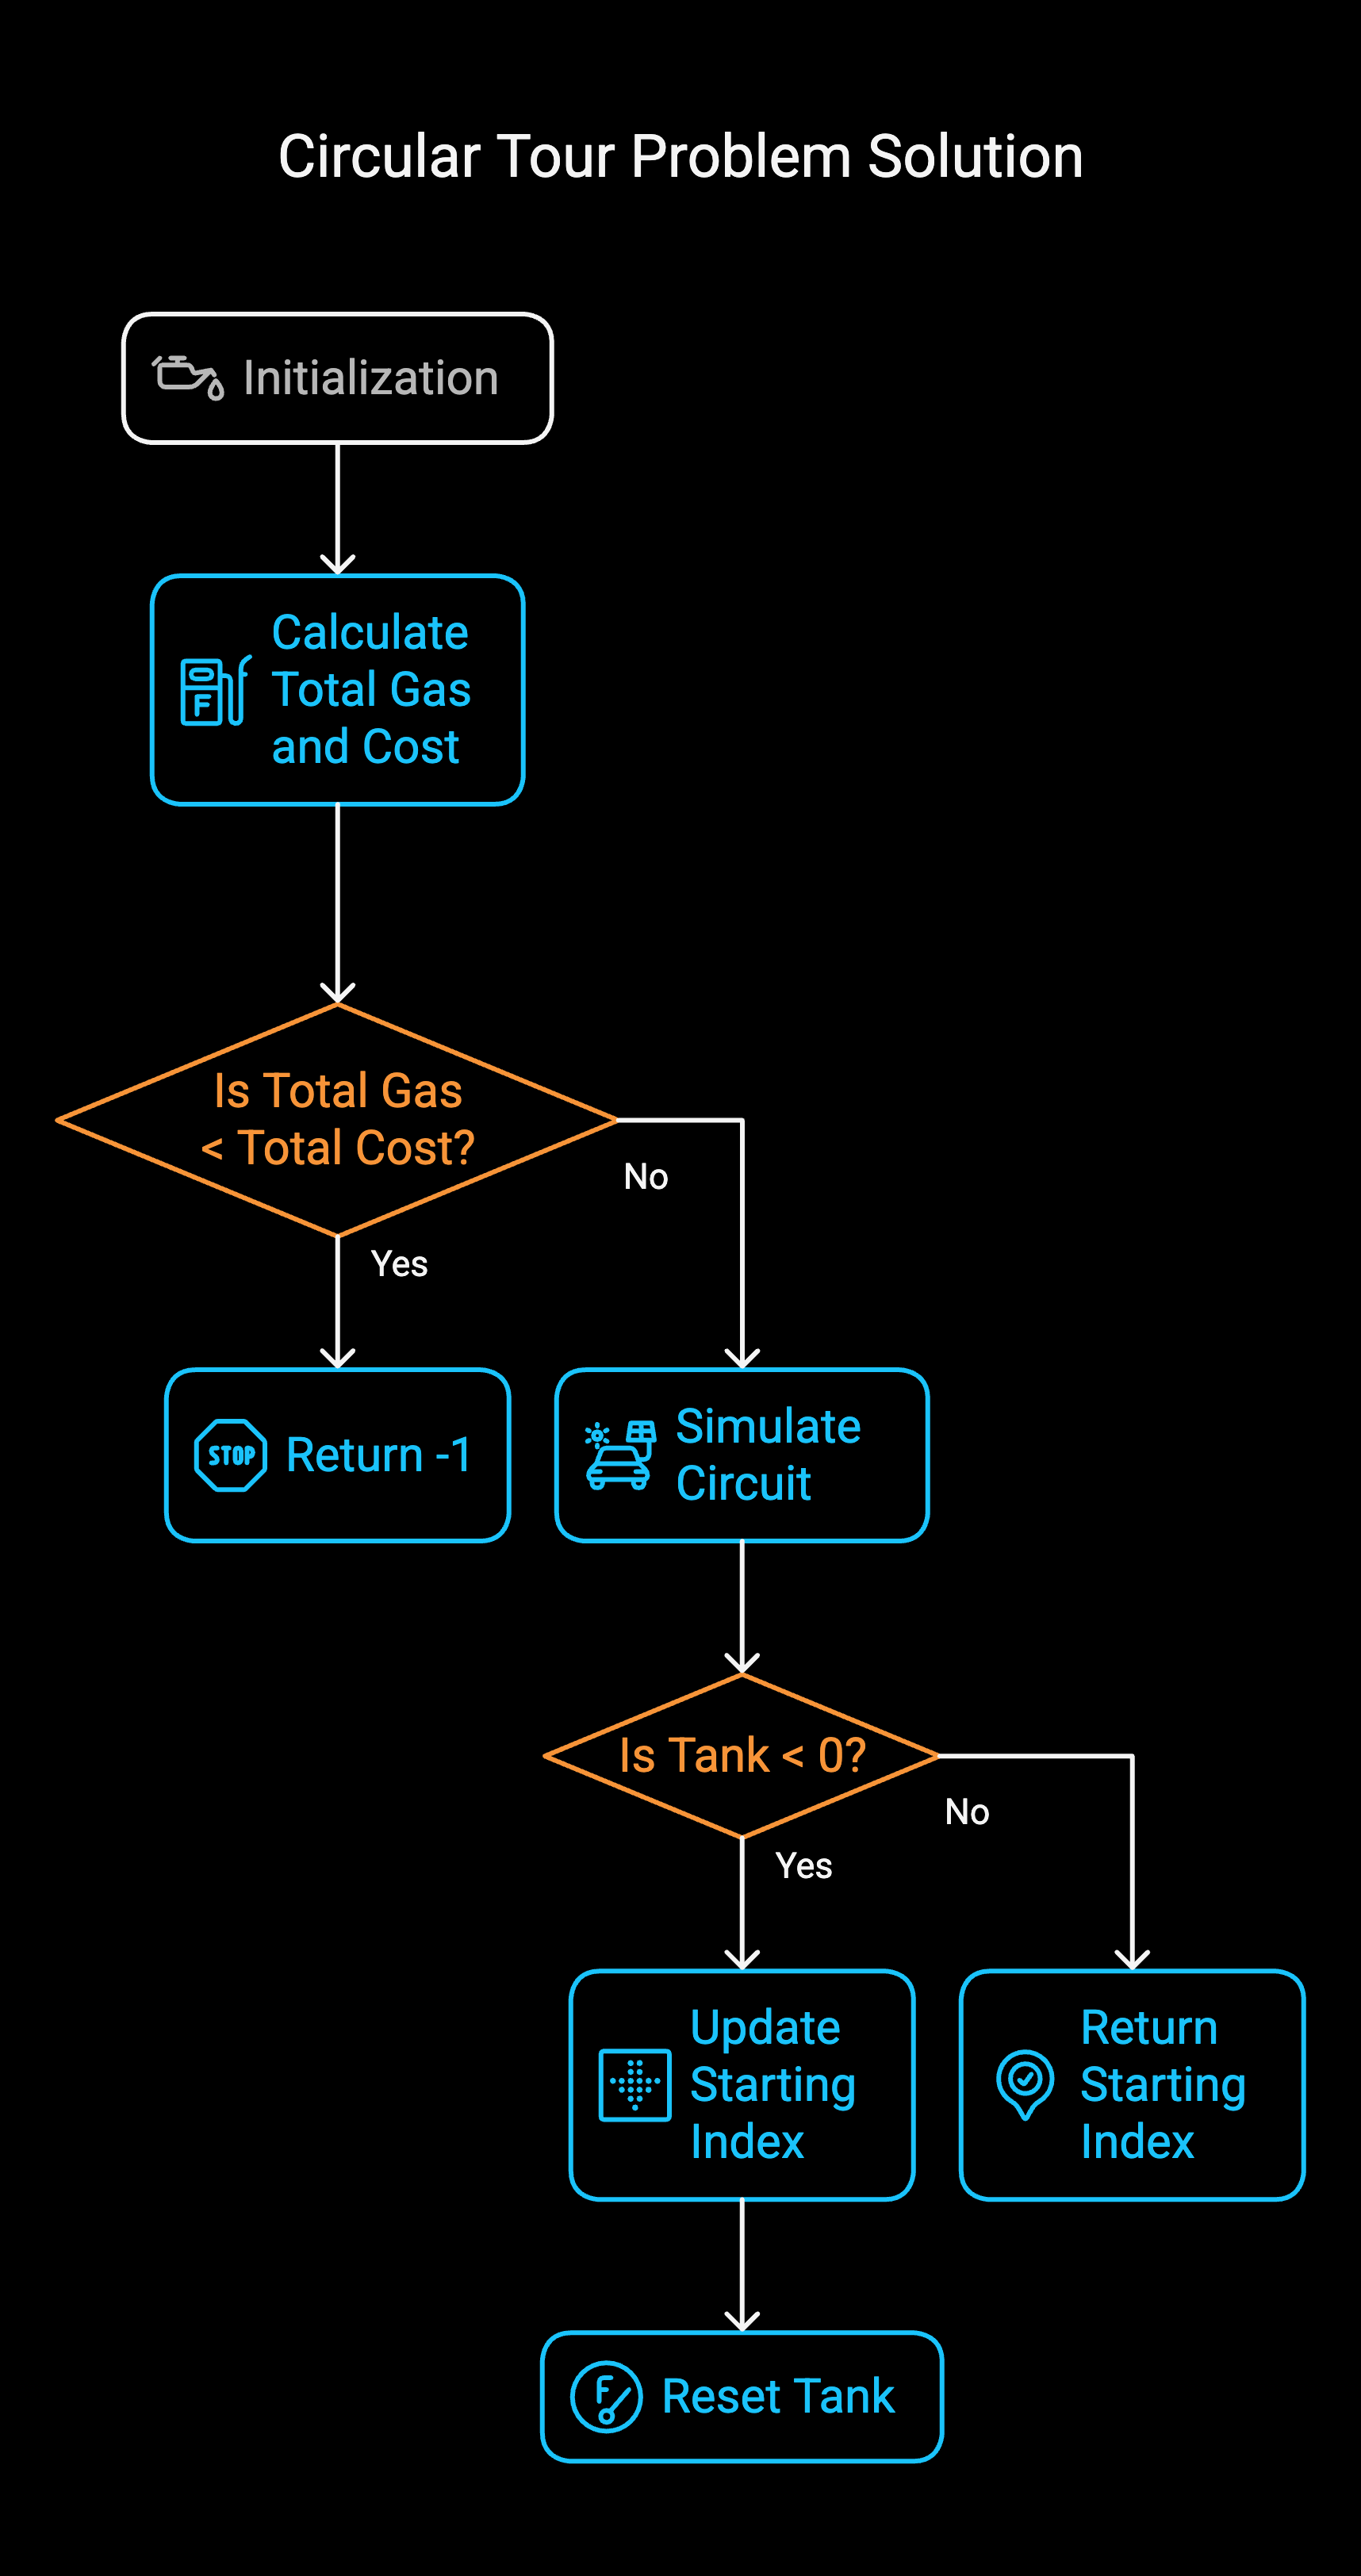 Circular Tour Problem Solution
Initialization
Calculate
Total Gas
and Cost
F
Is Total Gas
< Total Cost?
No
Yes
STOP
Return -1
Simulate
Circuit
Is Tank < 0?
No
Yes
Update
Starting
Index
Return
Starting
Index
F
Reset Tank